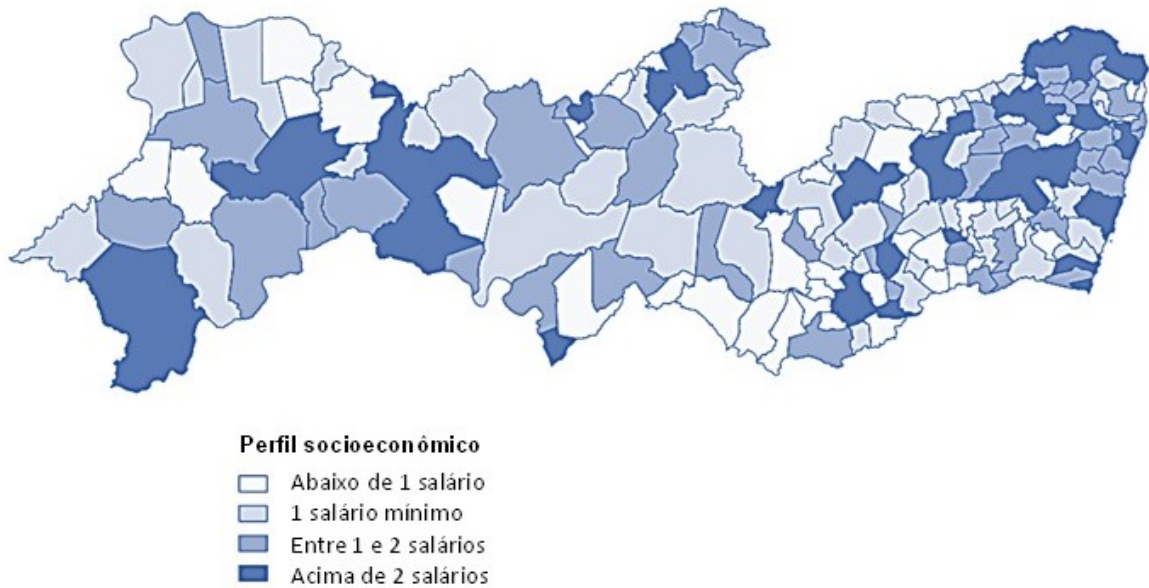 Perfil socioeconômico
Abaixo de 1 salário
1 salário mínimo
Entre 1 e 2 salários
Acima de 2 salários